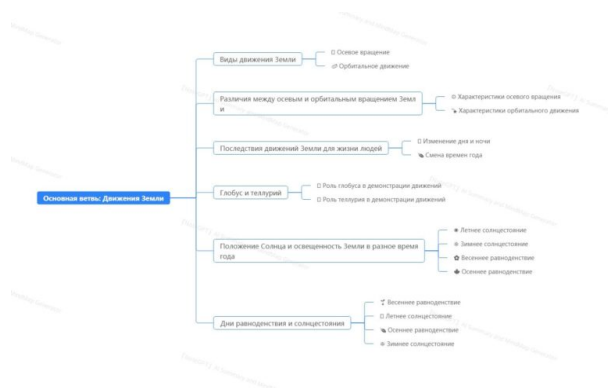 Виды движения Земли
Осевое вращение
Орбитальное движение
Различия между осевым и орбитальным вращением Земл
и
Характеристики осевого вращения
Характеристики орбитального движения
Последствия движений Земли для жизни людей
Изменение дня и ночи
Смена времен года
Основная ветвь: Движения Земли
Глобус и теллурий
Роль глобуса в демонстрации движений
Роль теллурия в демонстрации движений
Положение Солнца и освещенность Земли в разное время
года
Летнее солнцестояние
Зимнее солнцестояние
Весеннее равноденствие
Осеннее равноденствие
Дни равноденствия и солнцестояния
Весеннее равноденствие
Летнее солнцестояние
Осеннее равноденствие
Зимнее солнцестояние